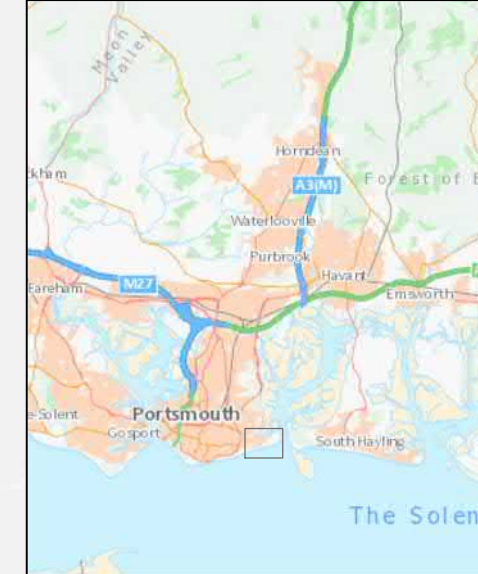 Meon
Valley
ckham
Horndean
A3(M)
Forest of B
Waterlooville
Purbrook
Havant
M27
Fareham
Emsworth
A
e-Solent
Portsmouth
Gosport
South Hayling
The Solen